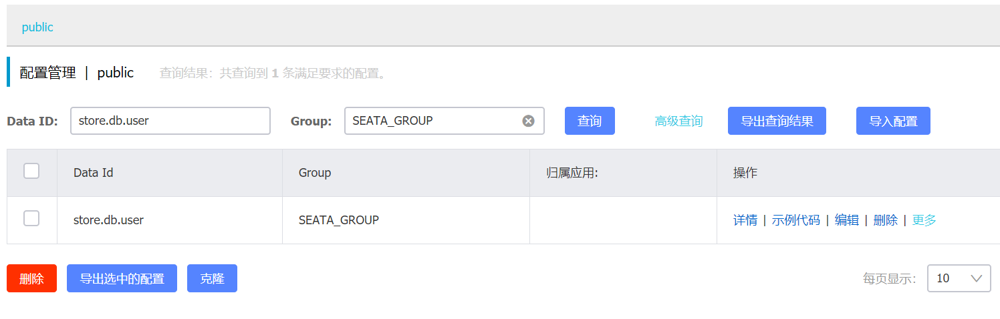 public
配置管理 | public 查询结果：共查询到 1 条满足要求的配置。
Data ID: store.db.user Group: SEATA_GROUP 查询 高级查询 导出查询结果 导入配置
Data Id Group 归属应用: 操作
store.db.user SEATA_GROUP 详情 | 示例代码 | 编辑 | 删除 | 更多
删除 导出选中的配置 克隆 每页显示: 10